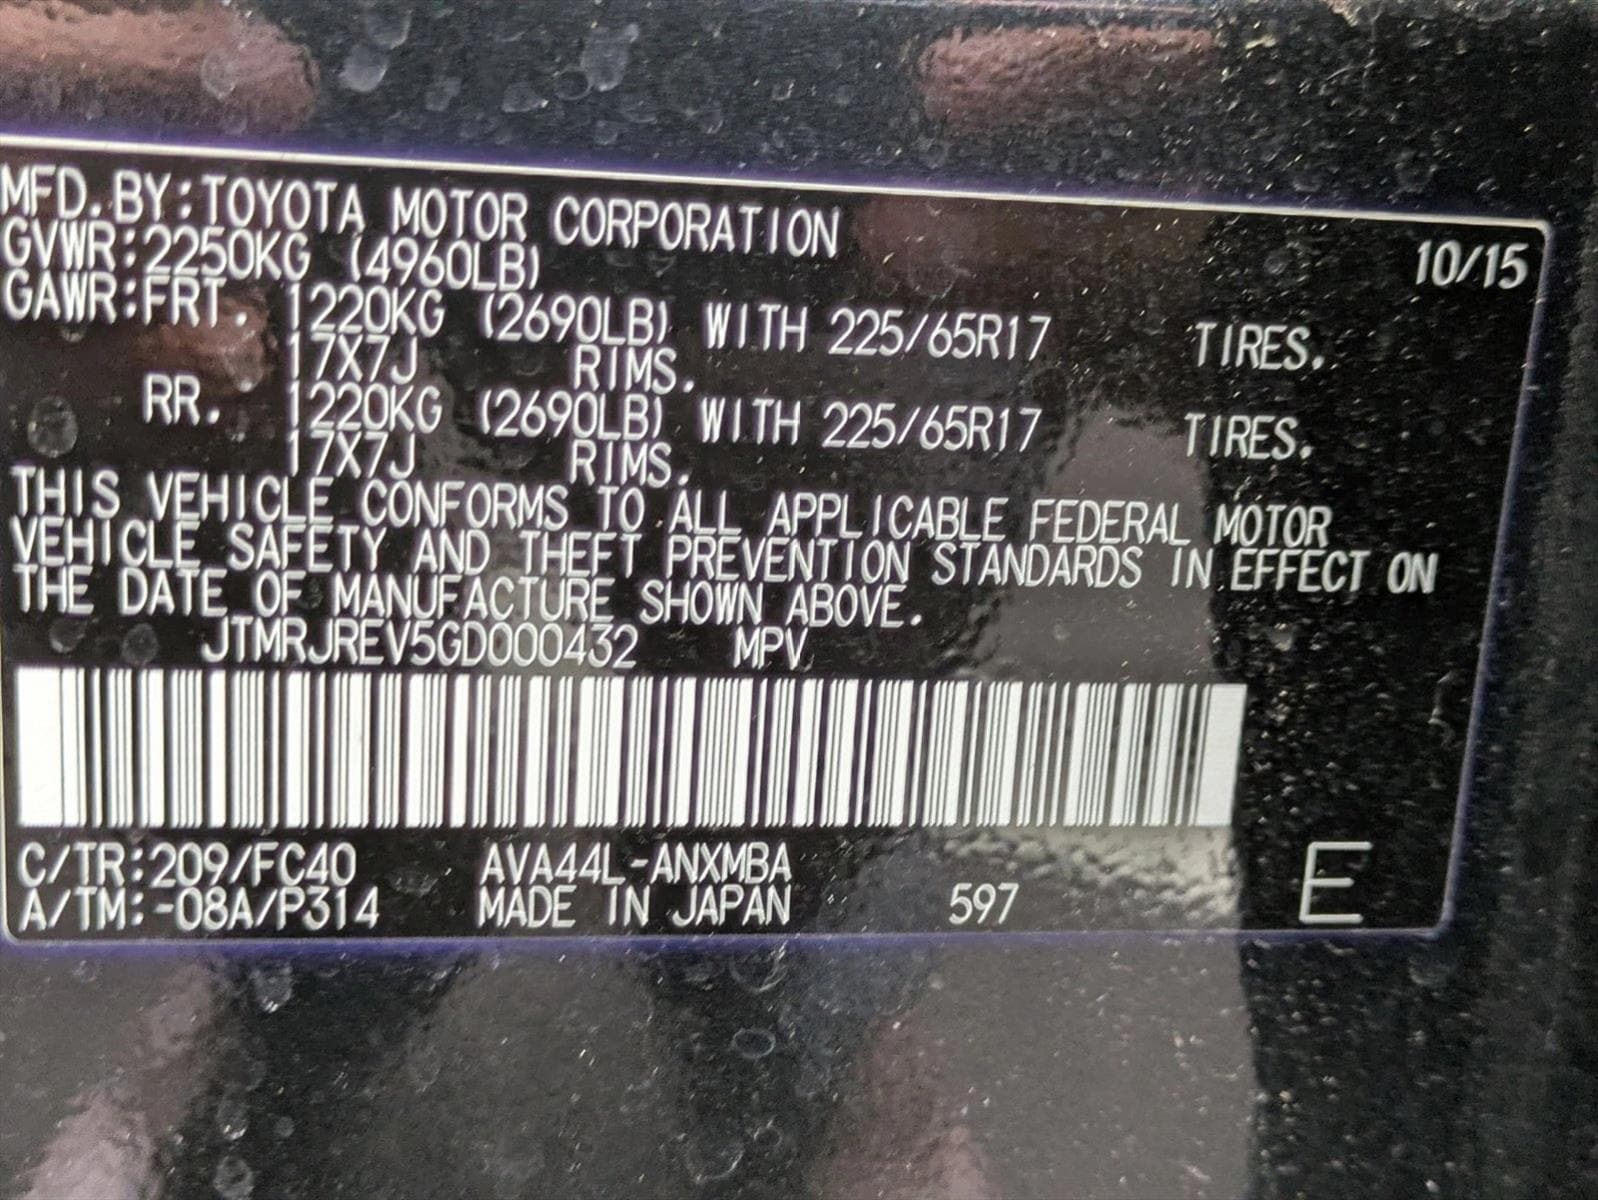 MFD. BY: TOYOTA MOTOR CORPORATION 10/15
GVWR: 2250KG (4960LB)
GAWR: FRT. 1220KG (2690LB) WITH 225/65R17 TIRES.
17X7J RIMS.
RR. 1220KG (2690LB) WITH 225/65R17 TIRES.
17X7J RIMS.
THIS VEHICLE CONFORMS TO ALL APPLICABLE FEDERAL MOTOR
VEHICLE SAFETY AND THEFT PREVENTION STANDARDS IN EFFECT ON
THE DATE OF MANUFACTURE SHOWN ABOVE.
JTMRJREV5GD000432 MPV
C/TR: 209/FC40 AVA44L-ANXMBA
A/TM: -08A/P314 MADE IN JAPAN 597 E